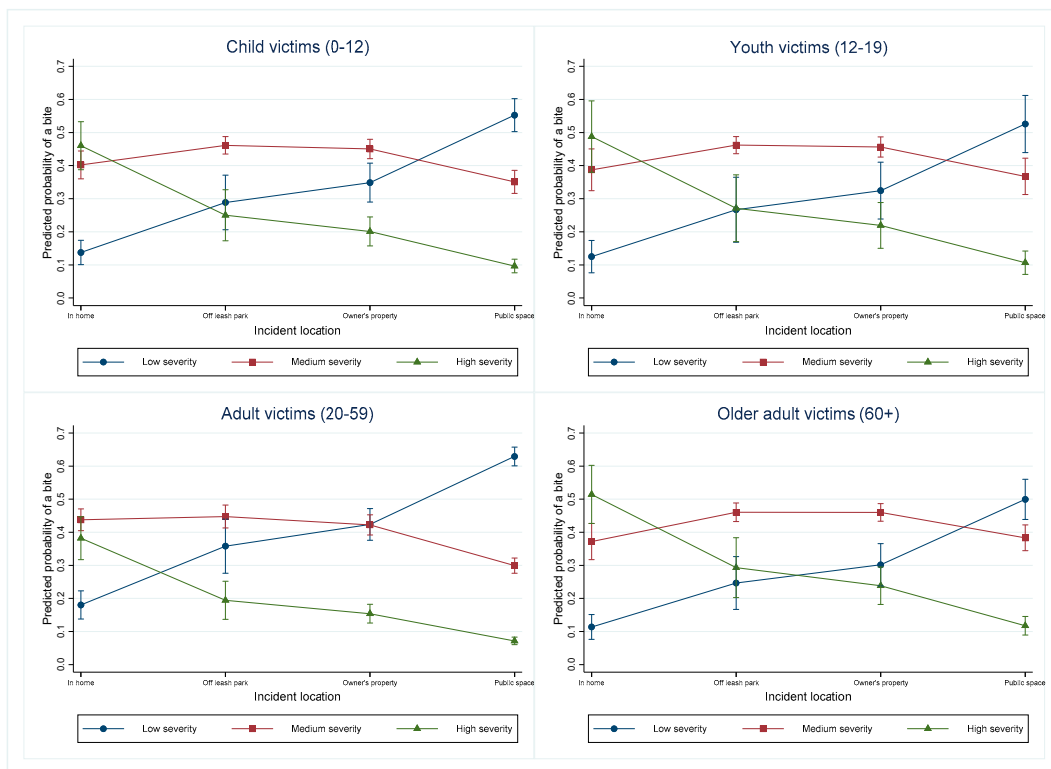 Child victims (0-12)
Predicted probability of a bite
0.7
0.6
0.5
0.4
0.3
0.2
0.1
0.0
In home
Off leash park
Owner's property
Public space
Incident location
Low severity
Medium severity
High severity
Youth victims (12-19)
Predicted probability of a bite
0.7
0.6
0.5
0.4
0.3
0.2
0.1
0.0
In home
Off leash park
Owner's property
Public space
Incident location
Low severity
Medium severity
High severity
Adult victims (20-59)
Predicted probability of a bite
0.7
0.6
0.5
0.4
0.3
0.2
0.1
0.0
In home
Off leash park
Owner's property
Public space
Incident location
Low severity
Medium severity
High severity
Older adult victims (60+)
Predicted probability of a bite
0.7
0.6
0.5
0.4
0.3
0.2
0.1
0.0
In home
Off leash park
Owner's property
Public space
Incident location
Low severity
Medium severity
High severity